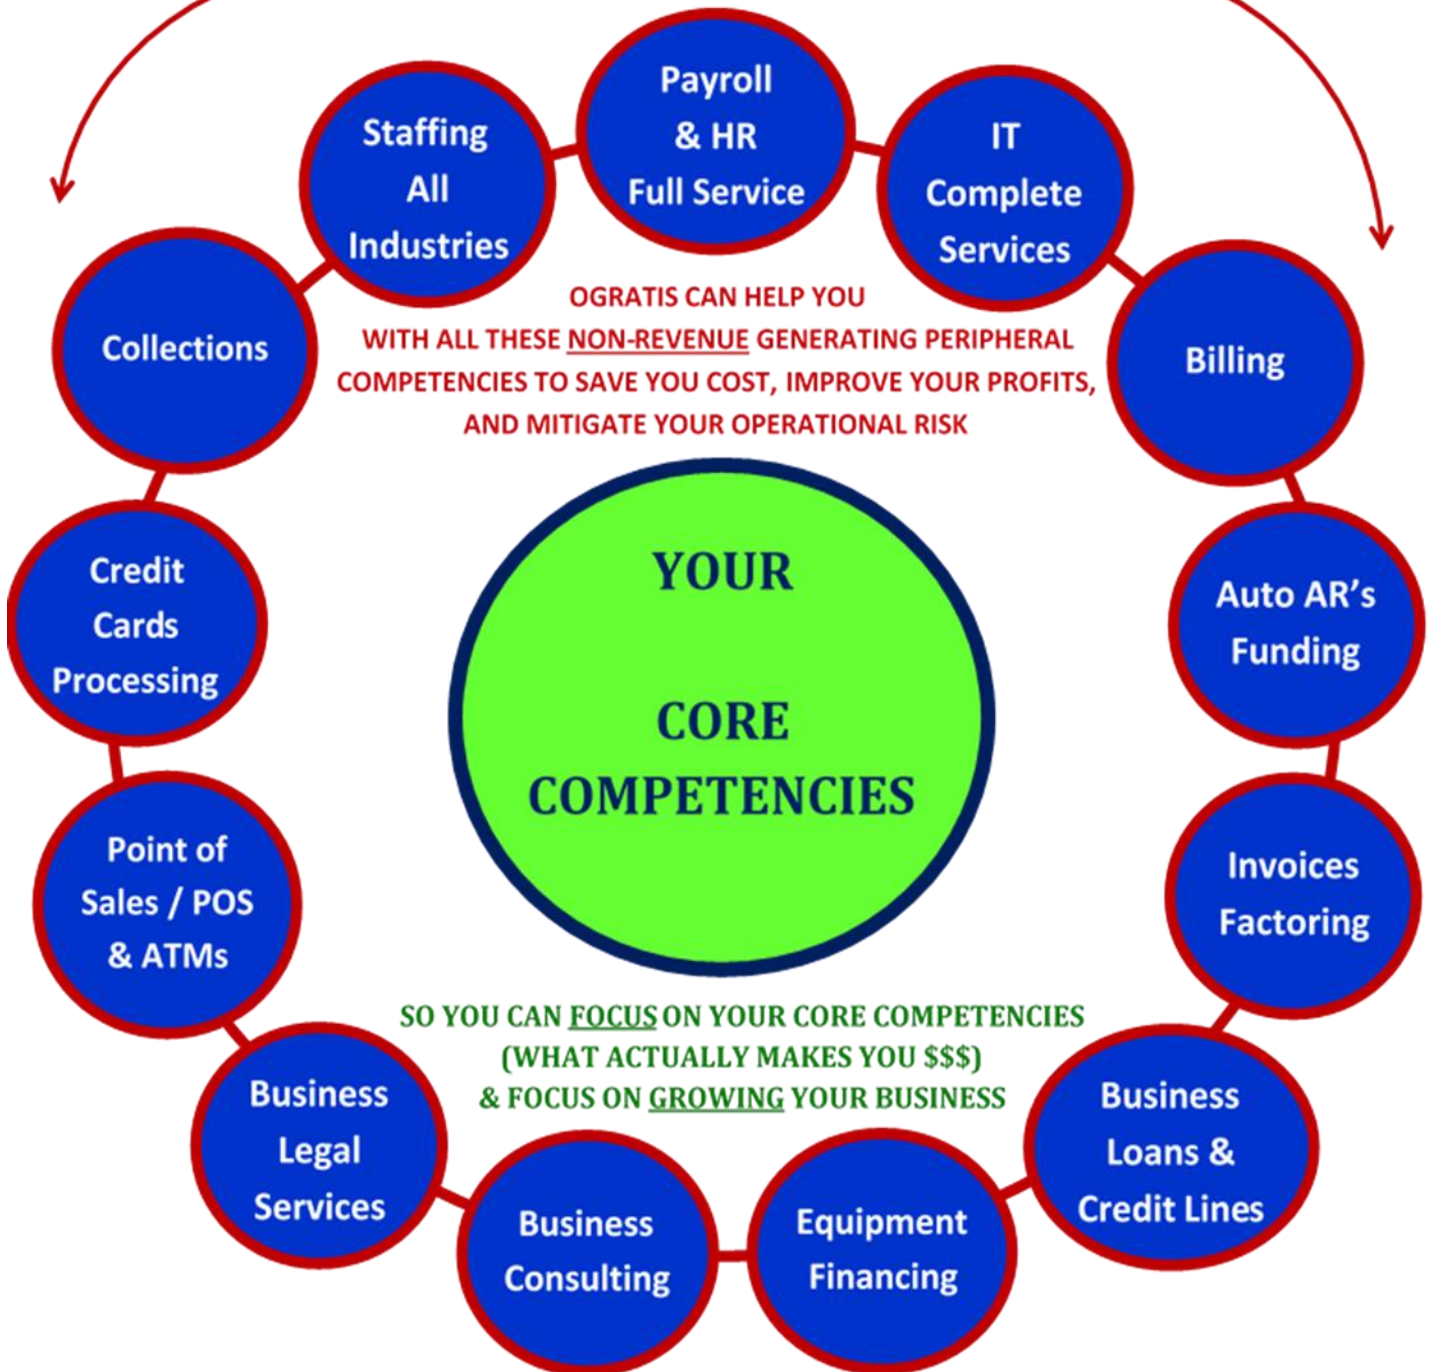 Payroll
& HR
Full Service
IT
Complete
Services
Billing
Auto AR’s
Funding
Invoices
Factoring
Business
Loans &
Credit Lines
Equipment
Financing
Business
Consulting
Business
Legal
Services
Point of
Sales / POS
& ATMs
Credit
Cards
Processing
Collections
Staffing
All
Industries
OGRATIS CAN HELP YOU
WITH ALL THESE NON-REVENUE GENERATING PERIPHERAL
COMPETENCIES TO SAVE YOU COST, IMPROVE YOUR PROFITS,
AND MITIGATE YOUR OPERATIONAL RISK
YOUR
CORE
COMPETENCIES
SO YOU CAN FOCUS ON YOUR CORE COMPETENCIES
(WHAT ACTUALLY MAKES YOU $$$)
& FOCUS ON GROWING YOUR BUSINESS